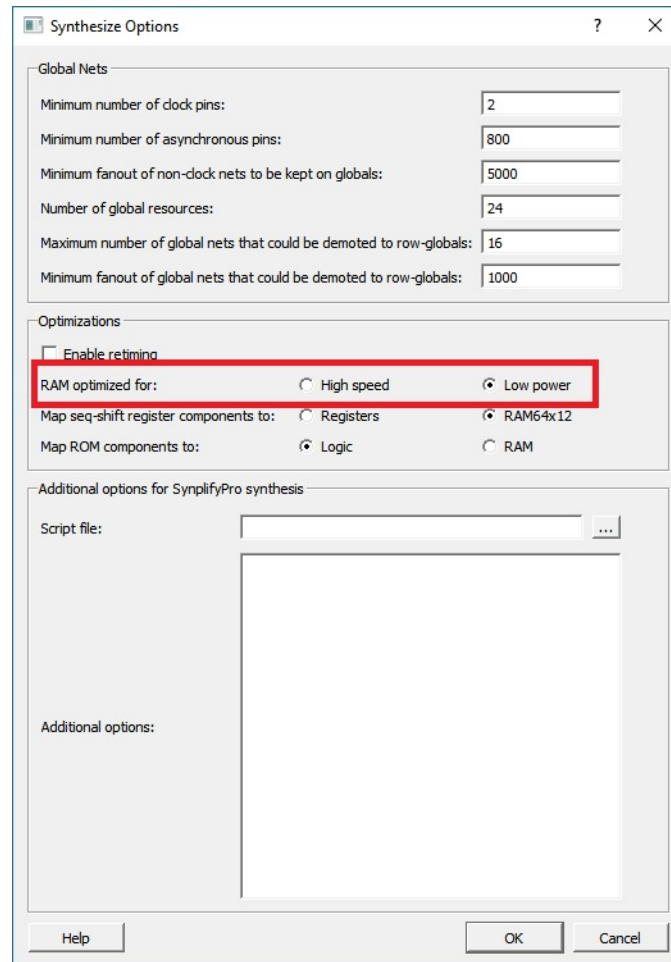 Synthesize Options ?
Global Nets
Minimum number of clock pins: 2
Minimum number of asynchronous pins: 800
Minimum fanout of non-clock nets to be kept on globals: 5000
Number of global resources: 24
Maximum number of global nets that could be demoted to row-globals: 16
Minimum fanout of global nets that could be demoted to row-globals: 1000
Optimizations
Enable retiming
RAM optimized for: High speed Low power
Map seq-shift register components to: Registers RAM64x12
Map ROM components to: Logic RAM
Additional options for SynplifyPro synthesis
Script file: ...
Additional options:
Help OK Cancel